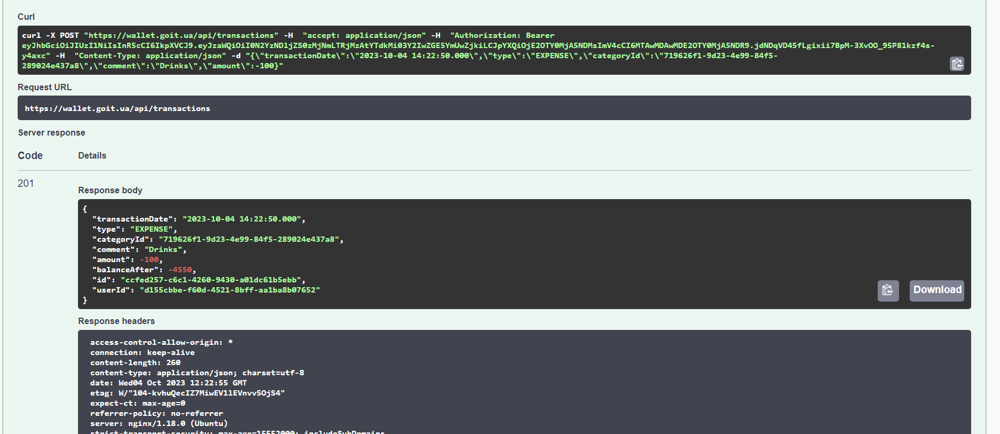 Curl
curl -X POST "https://wallet.goit.ua/api/transactions" -H  "accept: application/json" -H  "Authorization: Bearer
eyJhbGciOiJIUzI1NiIsInR5cCI6IkpXVCJ9.eyJzaWQiOiI0N2YzNDljZS0zMjNmLTRjMzAtYTdkMi03Y2IwZGE5YmUwZjkiLCJpYXQiOjE2OTY0MjA5NDMsImV4cCI6MTAwMDAwMDE2OTY0MjA5NDR9.jdNDqVD45fLgixii7BpM-3XvOO_95P81kzf4s-
y4axc" -H  "Content-Type: application/json" -d "{\"transactionDate\":\"2023-10-04 14:22:50.000\",\"type\":\"EXPENSE\",\"categoryId\":\"719626f1-9d23-4e99-84f5-
289024e437a8\",\"comment\":\"Drinks\",\"amount\":-100}"
Request URL
https://wallet.goit.ua/api/transactions
Server response
Code Details
201
Response body
{
"transactionDate": "2023-10-04 14:22:50.000",
"type": "EXPENSE",
"categoryId": "719626f1-9d23-4e99-84f5-289024e437a8",
"comment": "Drinks",
"amount": -100,
"balanceAfter": -4550,
"id": "ccfed257-c6c1-4260-9430-a01dc61b5ebb",
"userId": "d155cbbe-f60d-4521-8bff-aa1ba8b07652"
}
Download
Response headers
access-control-allow-origin: *
connection: keep-alive
content-length: 260
content-type: application/json; charset=utf-8
date: Wed04 Oct 2023 12:22:55 GMT
etag: W/"104-kvhuQecIZ7MiwEV1lEVnvv5OjS4"
expect-ct: max-age=0
referrer-policy: no-referrer
server: nginx/1.18.0 (Ubuntu)
strict-transport-security: max-age=15552000; includeSubDomains